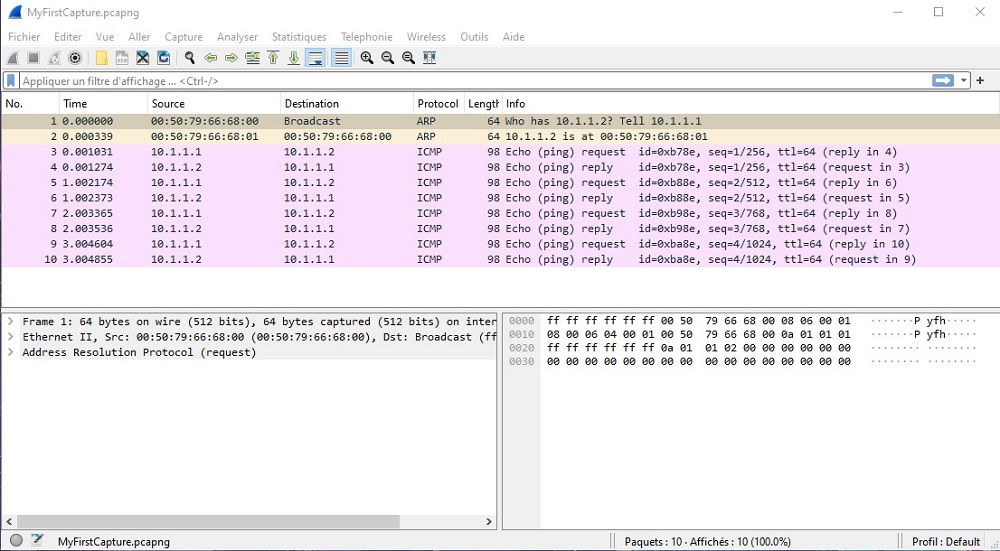 MyFirstCapture.pcapng
Fichier Editer Vue Aller Capture Analyser Statistiques Telephonie Wireless Outils Aide
Appliquer un filtre d'affichage ... <Ctrl-/>
No. Time Source Destination Protocol Length Info
1 0.000000 00:50:79:66:68:00 Broadcast ARP 64 Who has 10.1.1.2? Tell 10.1.1.1
2 0.000339 00:50:79:66:68:01 00:50:79:66:68:00 ARP 64 10.1.1.2 is at 00:50:79:66:68:01
3 0.001031 10.1.1.1 10.1.1.2 ICMP 98 Echo (ping) request id=0xb78e, seq=1/256, ttl=64 (reply in 4)
4 0.001274 10.1.1.2 10.1.1.1 ICMP 98 Echo (ping) reply id=0xb78e, seq=1/256, ttl=64 (request in 3)
5 1.002174 10.1.1.1 10.1.1.2 ICMP 98 Echo (ping) request id=0xb88e, seq=2/512, ttl=64 (reply in 6)
6 1.002373 10.1.1.2 10.1.1.1 ICMP 98 Echo (ping) reply id=0xb88e, seq=2/512, ttl=64 (request in 5)
7 2.003365 10.1.1.1 10.1.1.2 ICMP 98 Echo (ping) request id=0xb98e, seq=3/768, ttl=64 (reply in 8)
8 2.003536 10.1.1.2 10.1.1.1 ICMP 98 Echo (ping) reply id=0xb98e, seq=3/768, ttl=64 (request in 7)
9 3.004604 10.1.1.1 10.1.1.2 ICMP 98 Echo (ping) request id=0xba8e, seq=4/1024, ttl=64 (reply in 10)
10 3.004855 10.1.1.2 10.1.1.1 ICMP 98 Echo (ping) reply id=0xba8e, seq=4/1024, ttl=64 (request in 9)
Frame 1: 64 bytes on wire (512 bits), 64 bytes captured (512 bits) on inter
Ethernet II, Src: 00:50:79:66:68:00 (00:50:79:66:68:00), Dst: Broadcast (ff
Address Resolution Protocol (request)
0000 ff ff ff ff ff ff 00 50 79 66 68 00 08 06 00 01 ·······P yfh·····
0010 08 00 06 04 00 01 00 50 79 66 68 00 0a 01 01 01 ·······P yfh·····
0020 ff ff ff ff ff ff 0a 01 01 02 00 00 00 00 00 00 ········ ········
0030 00 00 00 00 00 00 00 00 00 00 00 00 00 00 00 00 ········ ········
MyFirstCapture.pcapng Paquets : 10 · Affichés : 10 (100.0%) Profil : Default